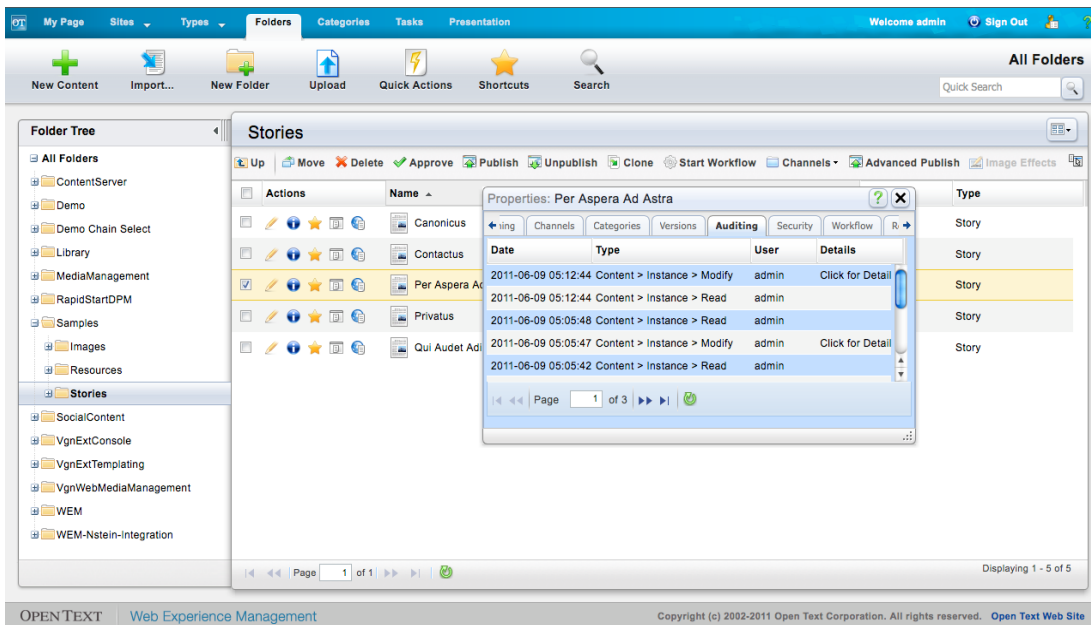 OT My Page Sites Types Folders Categories Tasks Presentation Welcome admin Sign Out ?
New Content Import... New Folder Upload Quick Actions Shortcuts Search
All Folders
Quick Search
Folder Tree
All Folders
ContentServer
Demo
Demo Chain Select
Library
MediaManagement
RapidStartDPM
Samples
Images
Resources
Stories
SocialContent
VgnExtConsole
VgnExtTemplating
VgnWebMediaManagement
WEM
WEM-Nstein-Integration
Stories
Up Move Delete Approve Publish Unpublish Clone Start Workflow Channels Advanced Publish Image Effects
Actions Name Type
Canonicus Story
Contactus Story
Per Aspera Ad Story
Privatus Story
Qui Audet Adi Story
Properties: Per Aspera Ad Astra ?
Channels Categories Versions Auditing Security Workflow
Date Type User Details
2011-06-09 05:12:44 Content > Instance > Modify admin Click for Detail
2011-06-09 05:12:44 Content > Instance > Read admin
2011-06-09 05:05:48 Content > Instance > Read admin
2011-06-09 05:05:47 Content > Instance > Modify admin Click for Detail
2011-06-09 05:05:42 Content > Instance > Read admin
Page 1 of 3
Page 1 of 1
Displaying 1 - 5 of 5
OPEN TEXT Web Experience Management Copyright (c) 2002-2011 Open Text Corporation. All rights reserved. Open Text Web Site